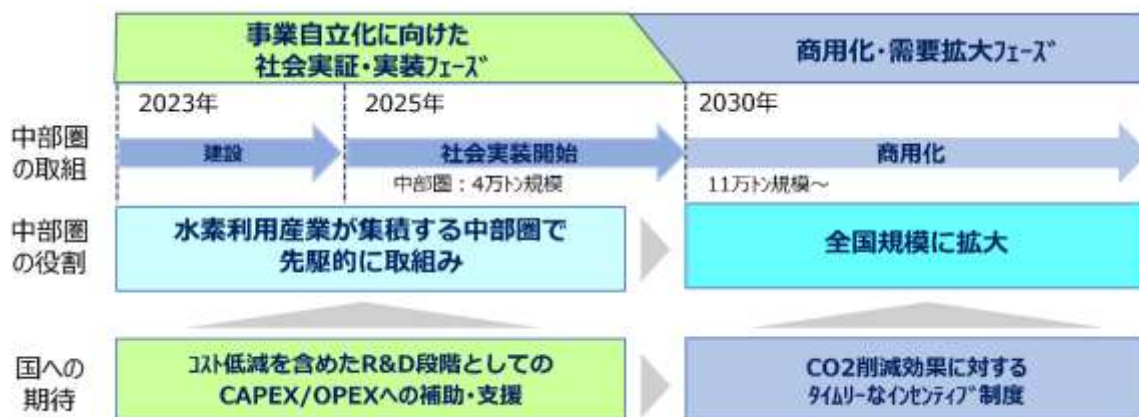 事業自立化に向けた
社会実証・実装ﾌｪｰｽﾞ
商用化・需要拡大ﾌｪｰｽﾞ
2023年
2025年
2030年
中部圏
の取組
建設
社会実装開始
商用化
中部圏：4万ﾄﾝ規模
11万ﾄﾝ規模～
中部圏
の役割
水素利用産業が集積する中部圏で
先駆的に取組み
全国規模に拡大
国への
期待
ｺｽﾄ低減を含めたR&D段階としての
CAPEX/OPEXへの補助・支援
CO2削減効果に対する
ﾀｲﾑﾘｰなｲﾝｾﾝﾃｨﾌﾞ制度